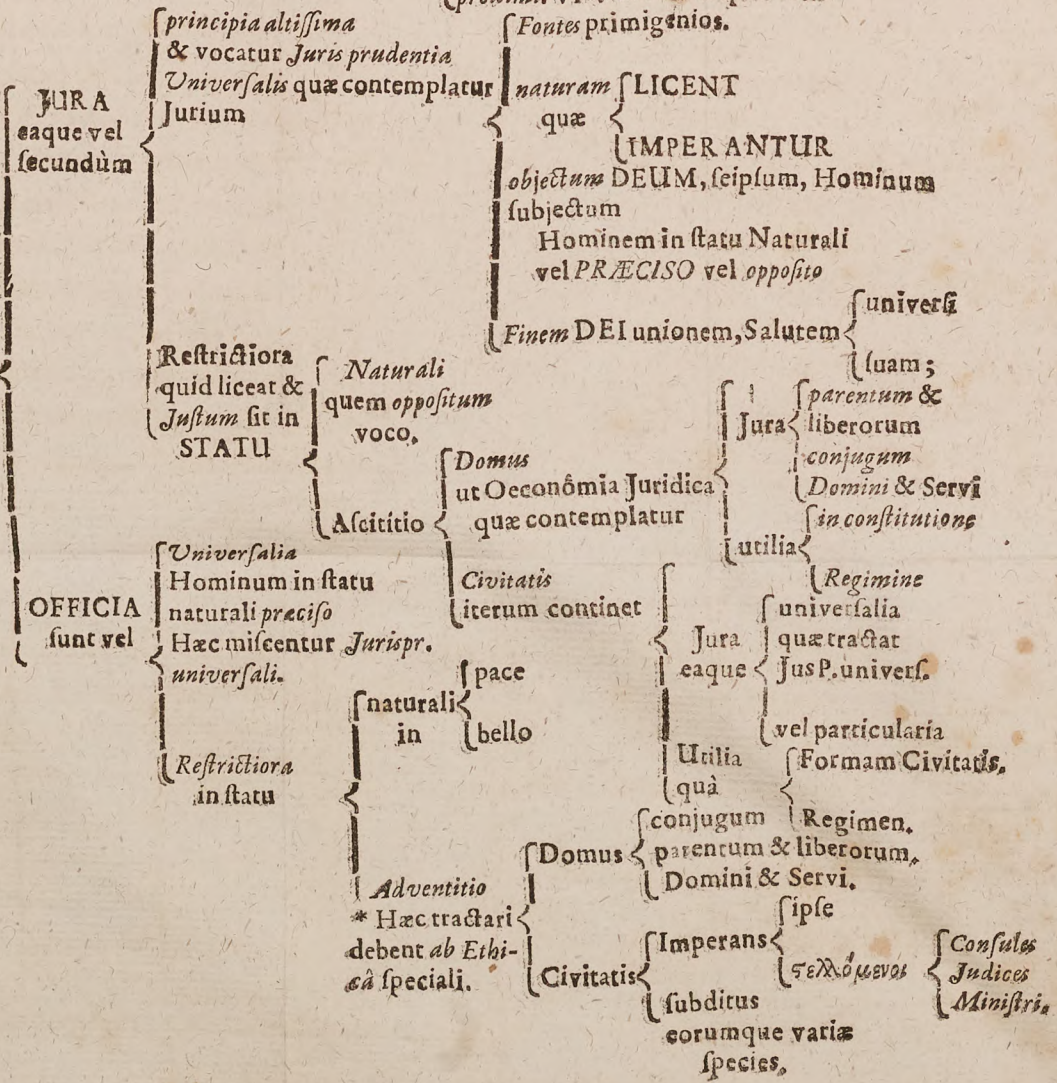 JURA
eaque vel
ſecundùm
principia altiſſima
& vocatur Juris prudentia
Univerſalis quæ contemplatur
Jurium
Fontes primigênios.
naturam
quæ
LICENT
IMPERANTUR
objectum DEUM, ſeipſum, Hominum
ſubjectum
Hominem in ſtatu Naturali
vel PRÆCISO vel oppoſito
Finem DEI unionem, Salutem
univerſi
ſuam;
Reſtrictiora
quid liceat &
Juſtum ſit in
STATU
Naturali
quem oppoſitum
voco.
Aſcitítio
Domus
ut Oeconômia Juridica
quæ contemplatur
Jura
parentum &
liberorum
conjugum
Domini & Servi
utilia
in conſtitutione
Regimine
Civitatis
iterum continet
Jura
eaque
univerſalia
quæ tractat
Jus P. univerſ.
vel particularia
Utilia
quà
Formam Civitatis.
Regimen.
OFFICIA
ſunt vel
Univerſalia
Hominum in ſtatu
naturali præciſo
Hæc miſcentur Jurispr.
univerſali.
Reſtrictiora
in ſtatu
naturali
in
pace
bello
Adventitio
* Hæc tractari
debent ab Ethi-
câ ſpeciali.
Domus
conjugum
parentum & liberorum.
Domini & Servi.
Civitatis
Imperans
ipſe
ϛελλόμενοι
Conſules
Judices
Miniſtri.
ſubditus
eorumque variæ
ſpecies.